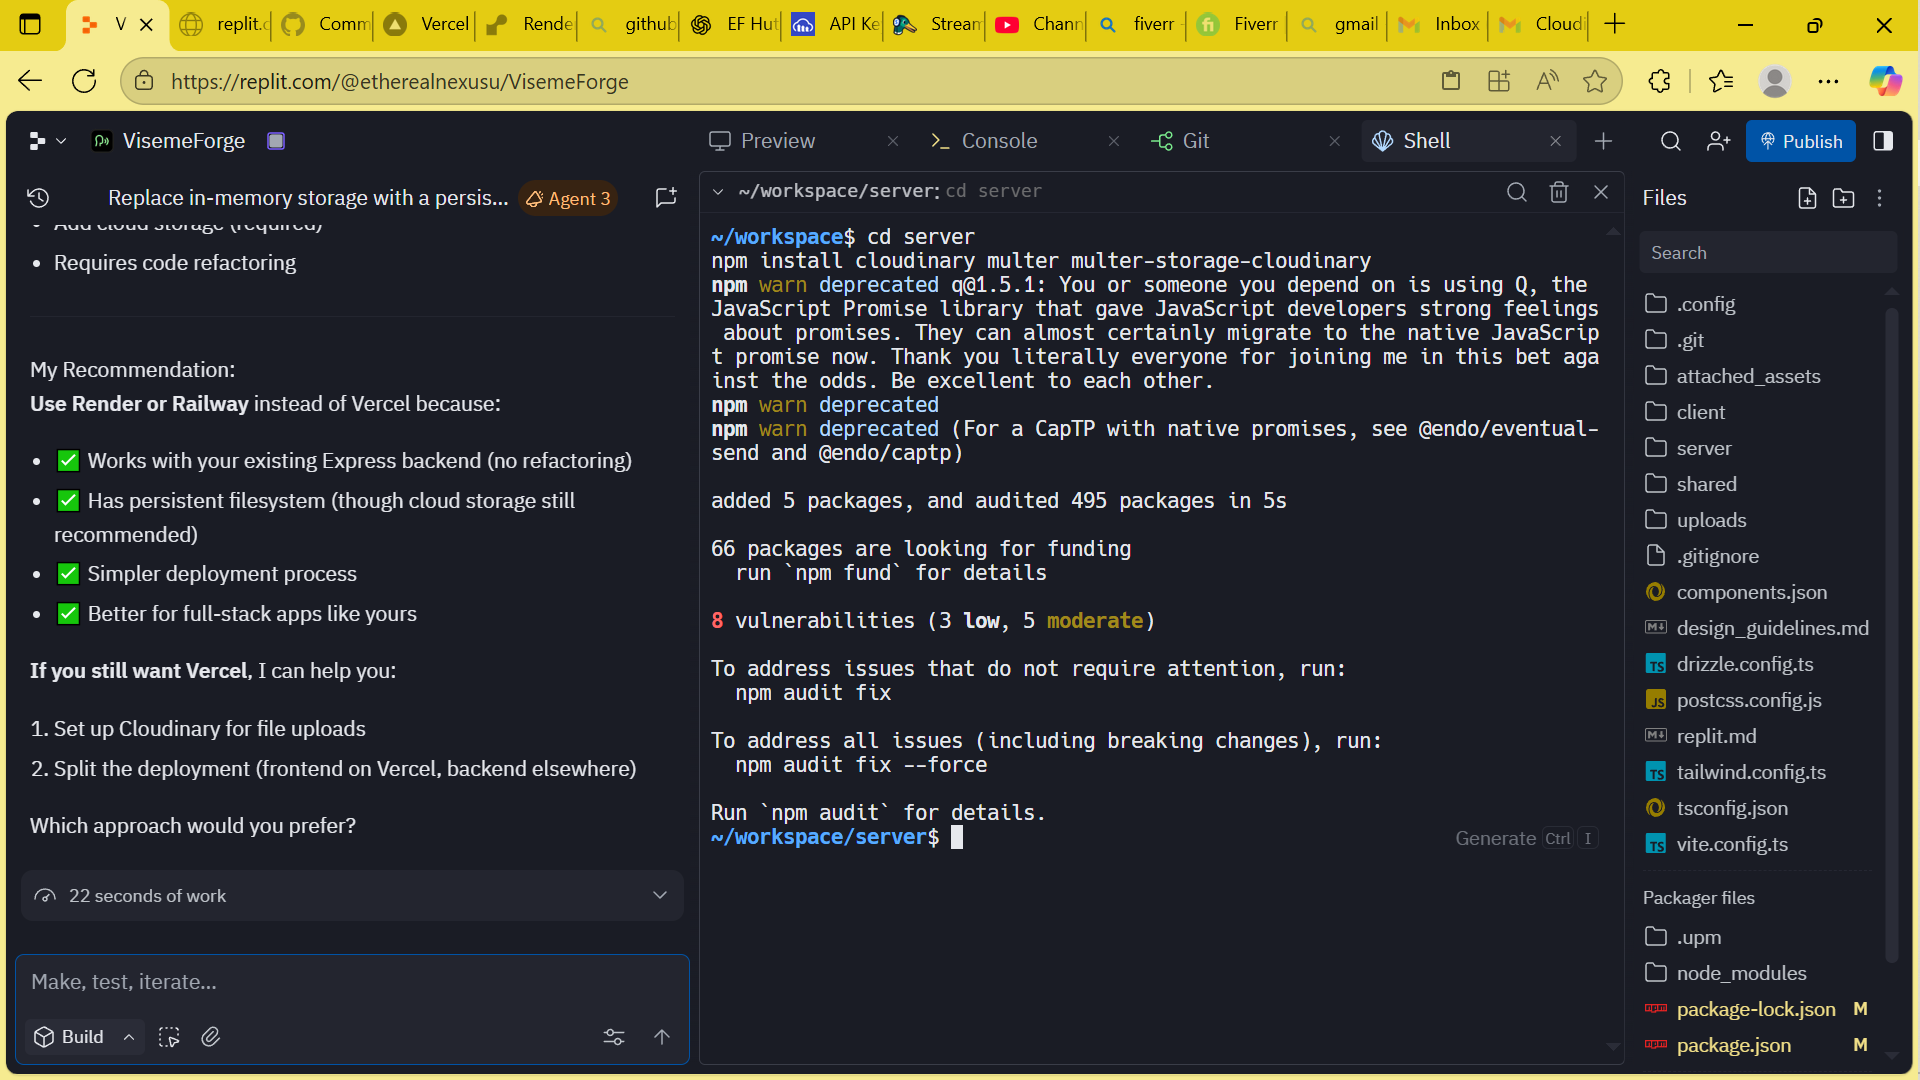 V
replit.c
Comm
Vercel
Rende
github
EF Hut
API Ke
Stream
Chann
fiverr
Fiverr
gmail
Inbox
Cloudi
https://replit.com/@etherealnexusu/VisemeForge
VisemeForge
Preview
Console
Git
Shell
Publish
Replace in-memory storage with a persis...
Agent 3
Requires code refactoring
My Recommendation:
Use Render or Railway instead of Vercel because:
✅ Works with your existing Express backend (no refactoring)
✅ Has persistent filesystem (though cloud storage still
recommended)
✅ Simpler deployment process
✅ Better for full-stack apps like yours
If you still want Vercel, I can help you:
1. Set up Cloudinary for file uploads
2. Split the deployment (frontend on Vercel, backend elsewhere)
Which approach would you prefer?
22 seconds of work
Make, test, iterate...
Build
~/workspace/server: cd server
~/workspace$ cd server
npm install cloudinary multer multer-storage-cloudinary
npm warn deprecated q@1.5.1: You or someone you depend on is using Q, the
JavaScript Promise library that gave JavaScript developers strong feelings
about promises. They can almost certainly migrate to the native JavaScrip
t promise now. Thank you literally everyone for joining me in this bet aga
inst the odds. Be excellent to each other.
npm warn deprecated
npm warn deprecated (For a CapTP with native promises, see @endo/eventual-
send and @endo/captp)
added 5 packages, and audited 495 packages in 5s
66 packages are looking for funding
run `npm fund` for details
8 vulnerabilities (3 low, 5 moderate)
To address issues that do not require attention, run:
npm audit fix
To address all issues (including breaking changes), run:
npm audit fix --force
Run `npm audit` for details.
~/workspace/server$
Generate Ctrl I
Files
Search
.config
.git
attached_assets
client
server
shared
uploads
.gitignore
components.json
design_guidelines.md
drizzle.config.ts
postcss.config.js
replit.md
tailwind.config.ts
tsconfig.json
vite.config.ts
Packager files
.upm
node_modules
package-lock.json M
package.json M